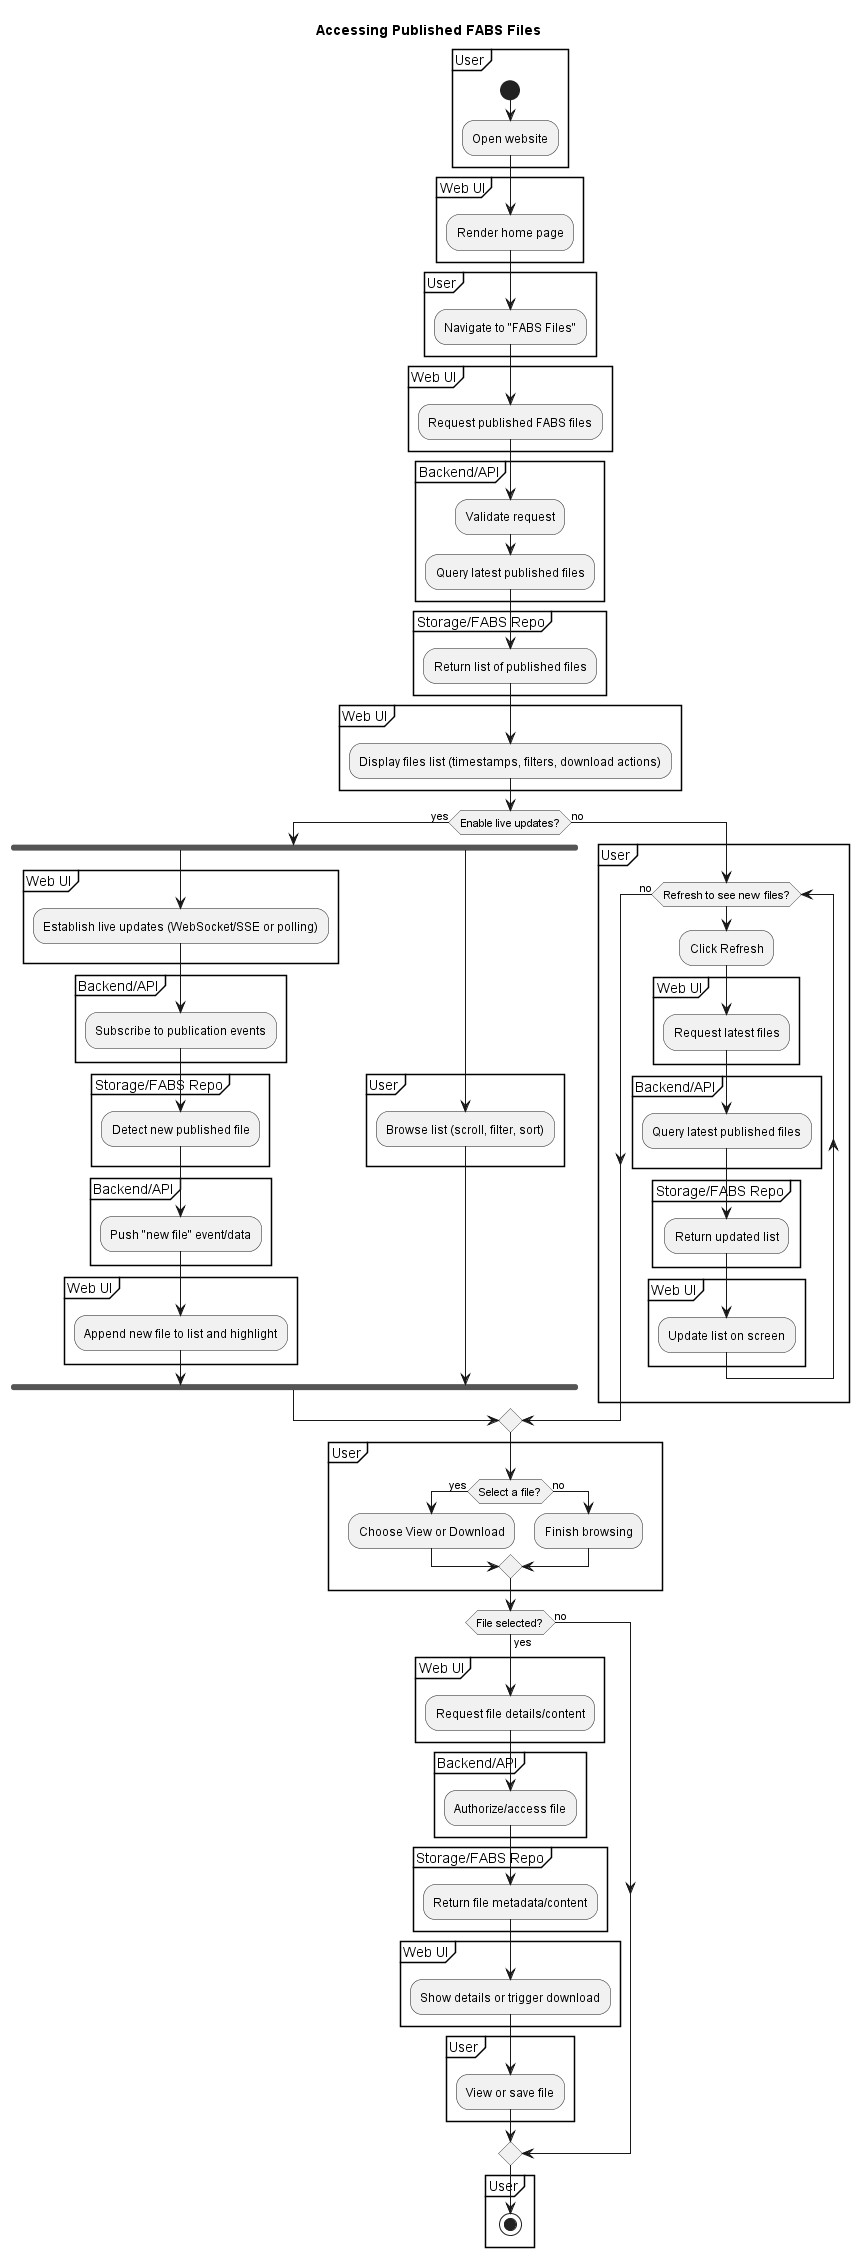 Accessing Published FABS Files
User
Open website
Web UI
Render home page
User
Navigate to "FABS Files"
Web UI
Request published FABS files
Backend/API
Validate request
Query latest published files
Storage/FABS Repo
Return list of published files
Web UI
Display files list (timestamps, filters, download actions)
yes
Enable live updates?
no
Web UI
Establish live updates (WebSocket/SSE or polling)
Backend/API
Subscribe to publication events
Storage/FABS Repo
Detect new published file
Backend/API
Push "new file" event/data
Web UI
Append new file to list and highlight
User
Browse list (scroll, filter, sort)
User
no
Refresh to see new files?
Click Refresh
Web UI
Request latest files
Backend/API
Query latest published files
Storage/FABS Repo
Return updated list
Web UI
Update list on screen
User
yes
Select a file?
no
Choose View or Download
Finish browsing
File selected?
no
yes
Web UI
Request file details/content
Backend/API
Authorize/access file
Storage/FABS Repo
Return file metadata/content
Web UI
Show details or trigger download
User
View or save file
User